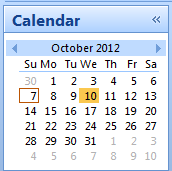 Calendar «
October 2012
Su Mo Tu We Th Fr Sa
30 1 2 3 4 5 6
7 8 9 10 11 12 13
14 15 16 17 18 19 20
21 22 23 24 25 26 27
28 29 30 31 1 2 3
4 5 6 7 8 9 10